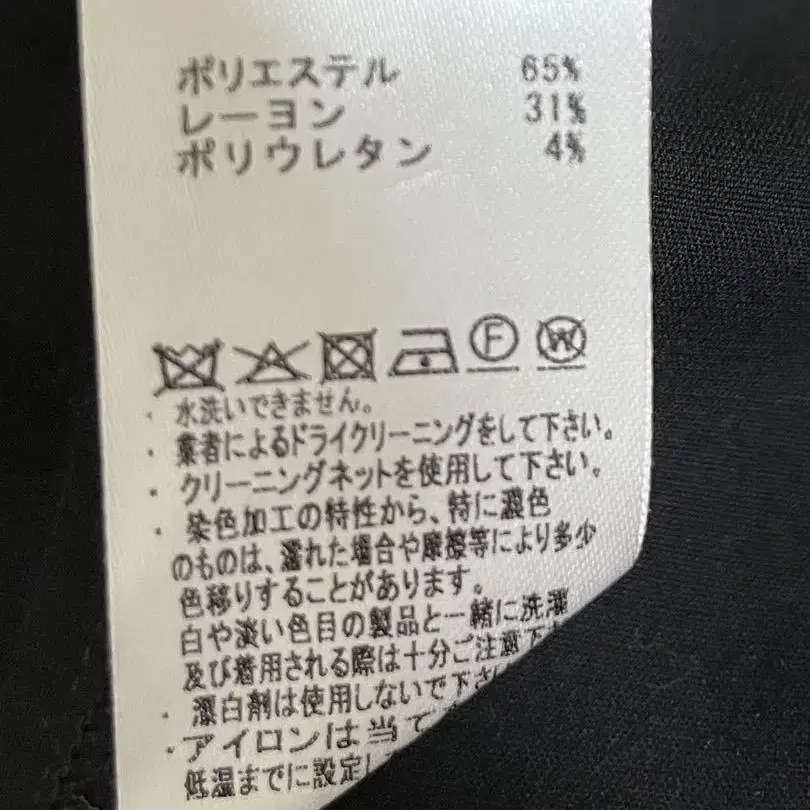 ポリエステル 65%
レーヨン 31%
ポリウレタン 4%
F W
・水洗いできません。
・業者によるドライクリーニングをして下さい。
・クリーニングネットを使用して下さい。
・染色加工の特性から、特に濃色
のものは、濡れた場合や摩擦等により多少
色移りすることがあります。
白や淡い色目の製品と一緒に洗濯
及び着用される際は十分ご注意下
・漂白剤は使用しないで下さ
・アイロンは当て
低温までに設定し